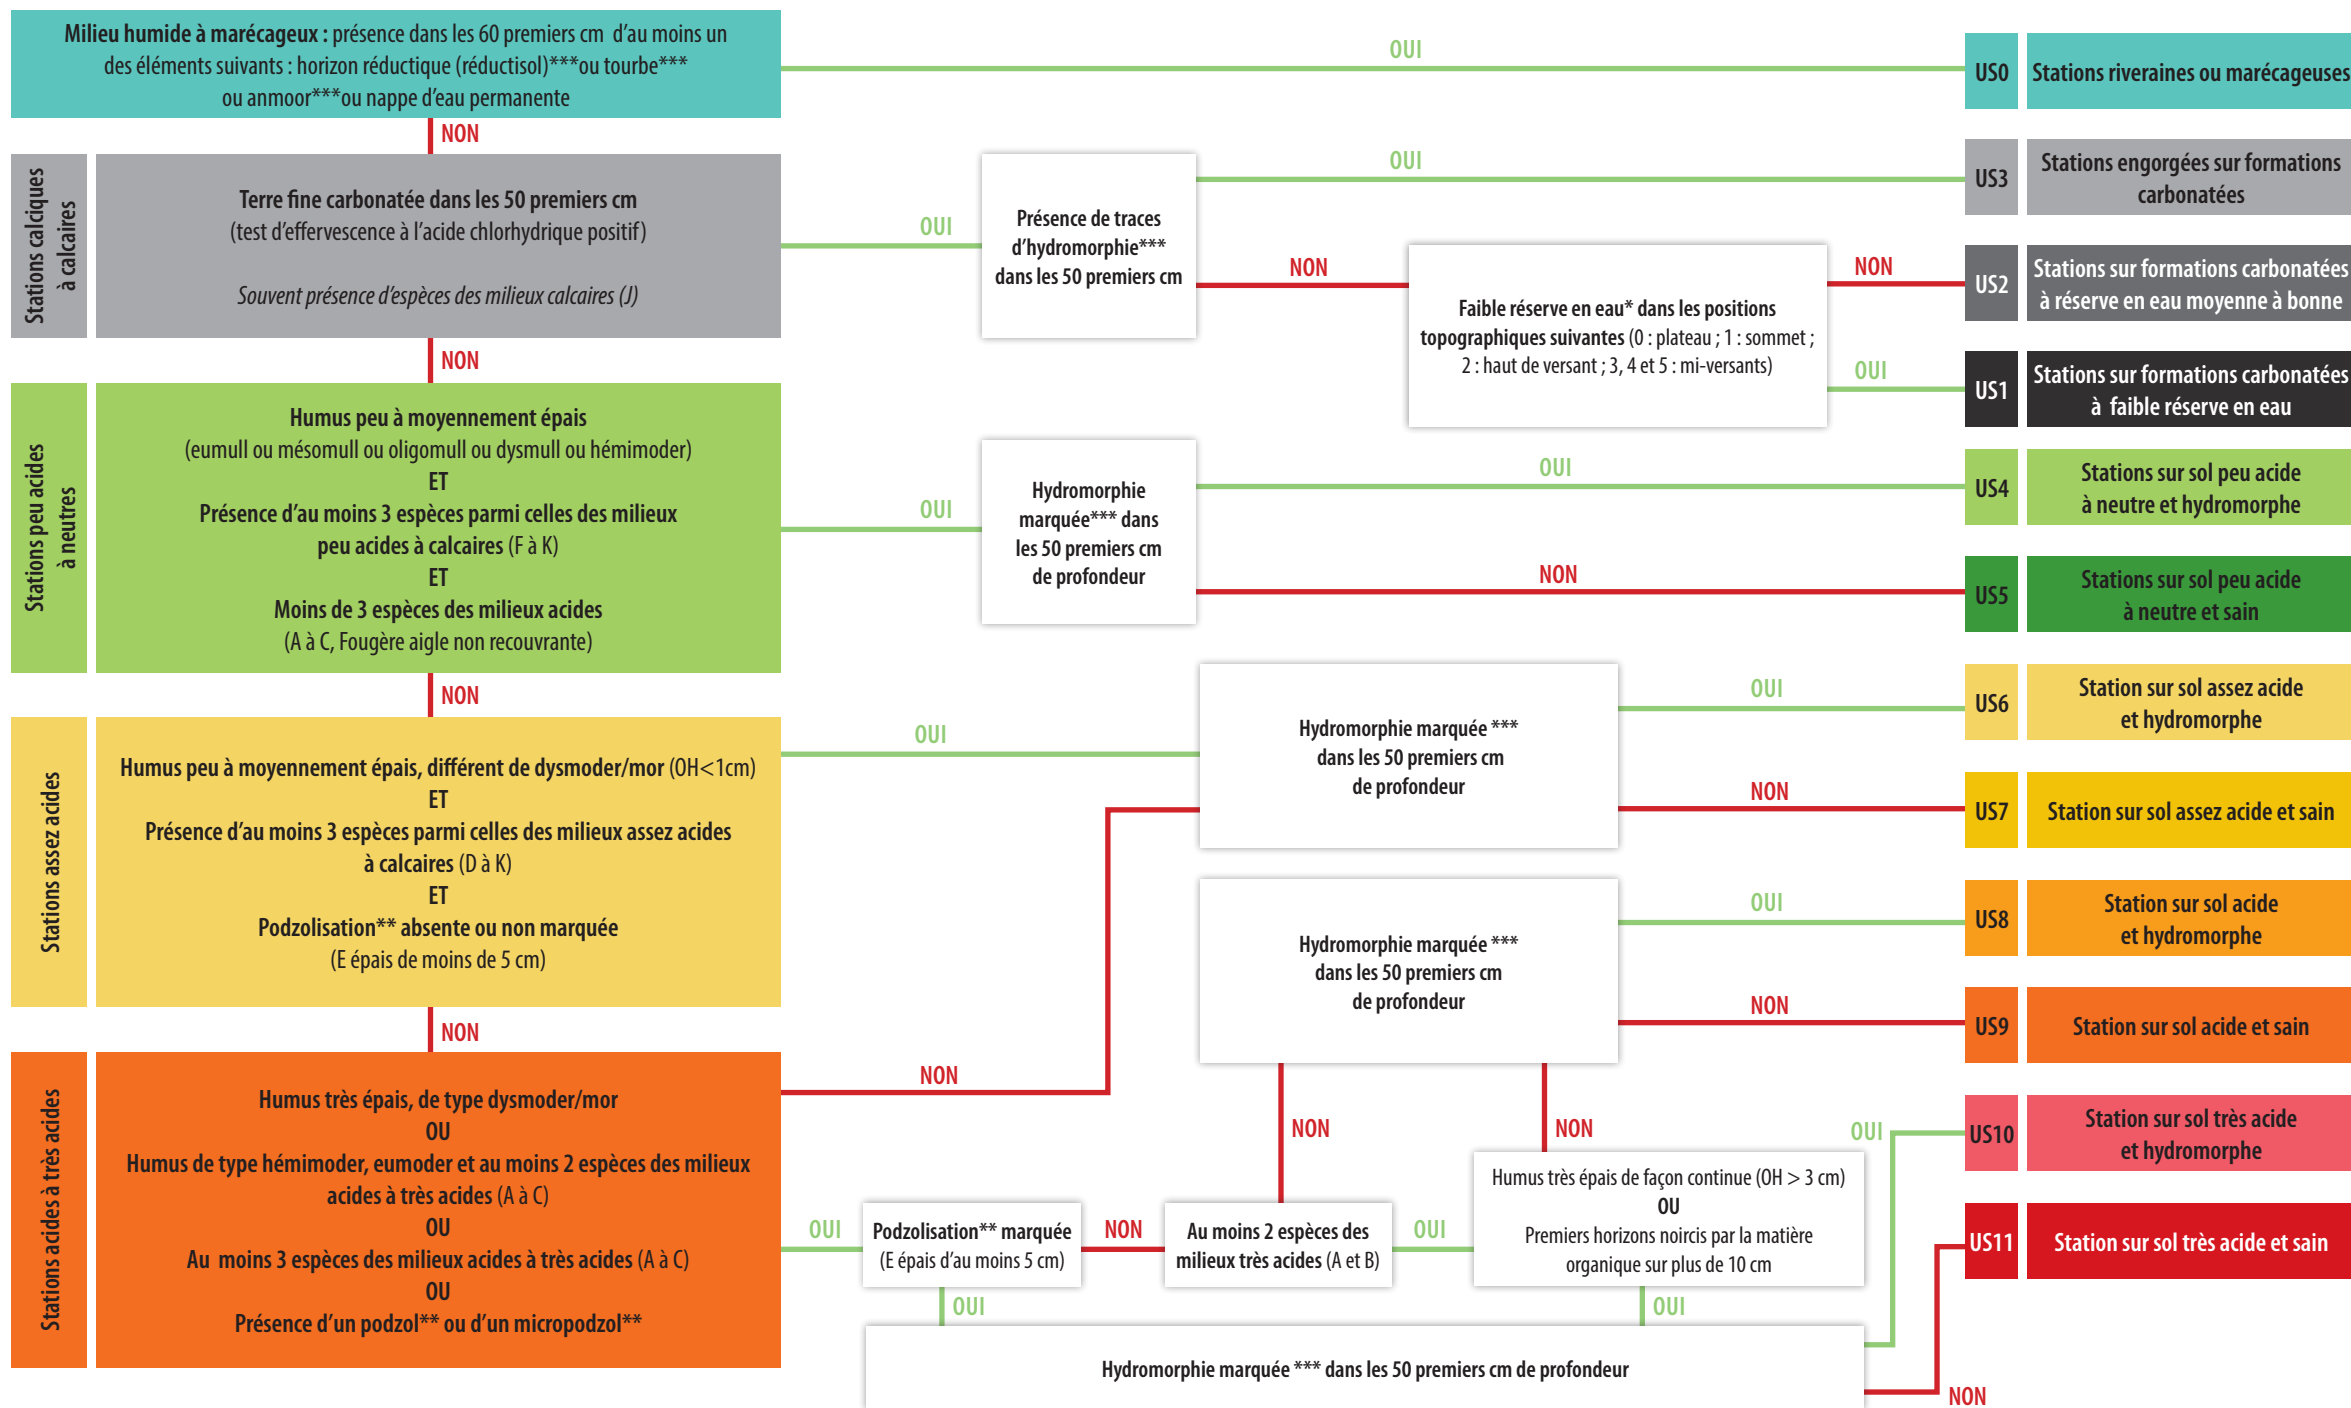 Milieu humide à marécageux : présence dans les 60 premiers cm d'au moins un
des éléments suivants : horizon réductique (réductisol)***ou tourbe***
ou anmoor***ou nappe d'eau permanente
OUI
US0
Stations riveraines ou marécageuses
NON
Stations calciques
à calcaires
Terre fine carbonatée dans les 50 premiers cm
(test d'effervescence à l'acide chlorhydrique positif)
Souvent présence d'espèces des milieux calcaires (J)
OUI
Présence de traces
d'hydromorphie***
dans les 50 premiers cm
OUI
US3
Stations engorgées sur formations
carbonatées
NON
Faible réserve en eau* dans les positions
topographiques suivantes (0 : plateau ; 1 : sommet ;
2 : haut de versant ; 3, 4 et 5 : mi-versants)
NON
US2
Stations sur formations carbonatées
à réserve en eau moyenne à bonne
OUI
US1
Stations sur formations carbonatées
à faible réserve en eau
NON
Stations peu acides
à neutres
Humus peu à moyennement épais
(eumull ou mésomull ou oligomull ou dysmull ou hémimoder)
ET
Présence d'au moins 3 espèces parmi celles des milieux
peu acides à calcaires (F à K)
ET
Moins de 3 espèces des milieux acides
(A à C, Fougère aigle non recouvrante)
OUI
Hydromorphie
marquée*** dans
les 50 premiers cm
de profondeur
OUI
US4
Stations sur sol peu acide
à neutre et hydromorphe
NON
US5
Stations sur sol peu acide
à neutre et sain
NON
Stations assez acides
Humus peu à moyennement épais, différent de dysmoder/mor (OH<1cm)
ET
Présence d'au moins 3 espèces parmi celles des milieux assez acides
à calcaires (D à K)
ET
Podzolisation** absente ou non marquée
(E épais de moins de 5 cm)
OUI
Hydromorphie marquée ***
dans les 50 premiers cm
de profondeur
OUI
US6
Station sur sol assez acide
et hydromorphe
NON
US7
Station sur sol assez acide et sain
Hydromorphie marquée ***
dans les 50 premiers cm
de profondeur
OUI
US8
Station sur sol acide
et hydromorphe
NON
US9
Station sur sol acide et sain
NON
Stations acides à très acides
Humus très épais, de type dysmoder/mor
OU
Humus de type hémimoder, eumoder et au moins 2 espèces des milieux
acides à très acides (A à C)
OU
Au moins 3 espèces des milieux acides à très acides (A à C)
OU
Présence d'un podzol** ou d'un micropodzol**
NON
OUI
Podzolisation** marquée
(E épais d'au moins 5 cm)
NON
Au moins 2 espèces des
milieux très acides (A et B)
NON
OUI
NON
Humus très épais de façon continue (OH > 3 cm)
OU
Premiers horizons noircis par la matière
organique sur plus de 10 cm
OUI
OUI
Hydromorphie marquée *** dans les 50 premiers cm de profondeur
OUI
US10
Station sur sol très acide
et hydromorphe
US11
Station sur sol très acide et sain
NON